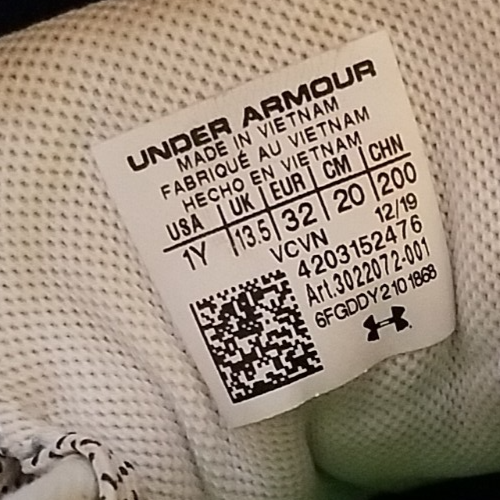 UNDER ARMOUR
MADE IN VIETNAM
FABRIQUÉ AU VIETNAM
HECHO EN VIETNAM
USA UK EUR CM CHN
1Y 13.5 32 20 200
VCVN 12/19
4203152476
Art.3022072-001
6FGDDY2101868